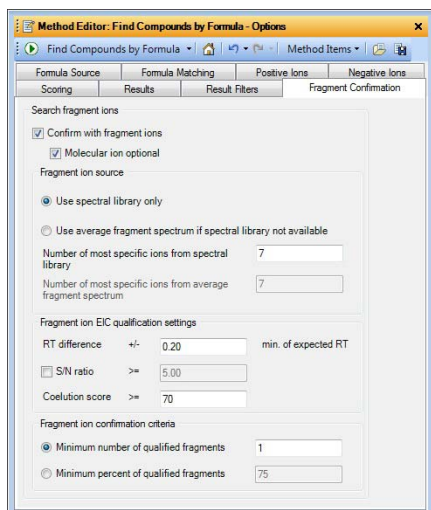 Method Editor: Find Compounds by Formula - Options
Find Compounds by Formula Method Items
Formula Source Formula Matching Positive Ions Negative Ions
Scoring Results Result Filters Fragment Confirmation
Search fragment ions
Confirm with fragment ions
Molecular ion optional
Fragment ion source
Use spectral library only
Use average fragment spectrum if spectral library not available
Number of most specific ions from spectral 7
library
Number of most specific ions from average 7
fragment spectrum
Fragment ion EIC qualification settings
RT difference +/- 0.20 min. of expected RT
S/N ratio >= 5.00
Coelution score >= 70
Fragment ion confirmation criteria
Minimum number of qualified fragments 1
Minimum percent of qualified fragments 75